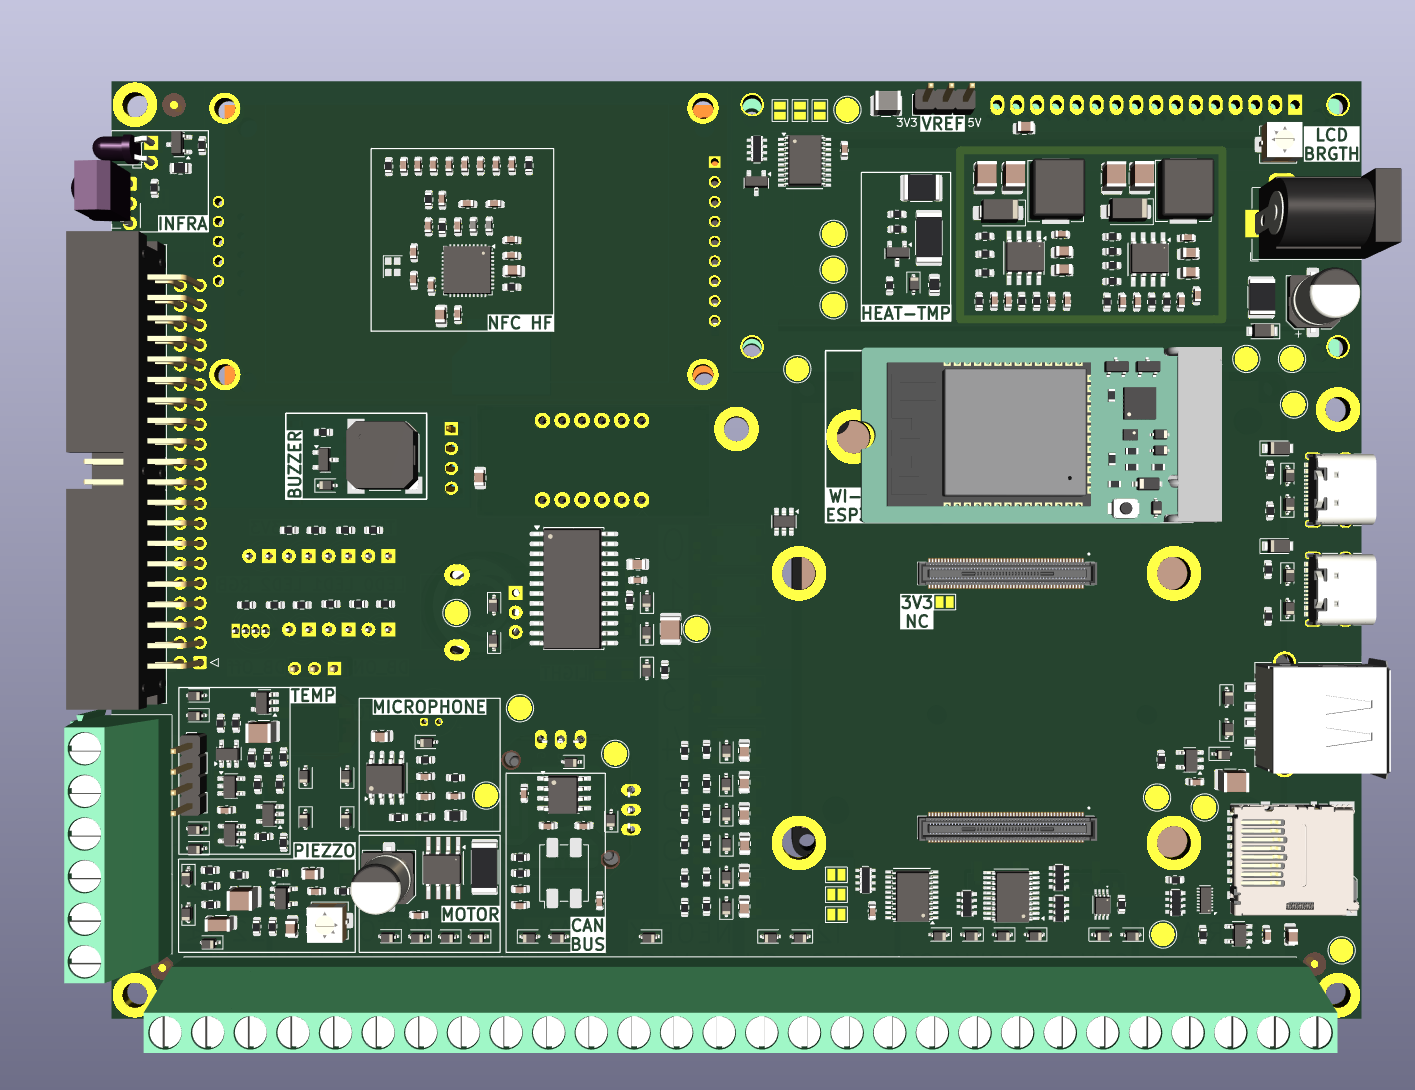 3V3 VREF 5V
LCD
BRGTH
INFRA
NFC HF
HEAT-TMP
BUZZER
WI-
ESP
3V3
NC
TEMP
MICROPHONE
PIEZZO
MOTOR
CAN
BUS
+